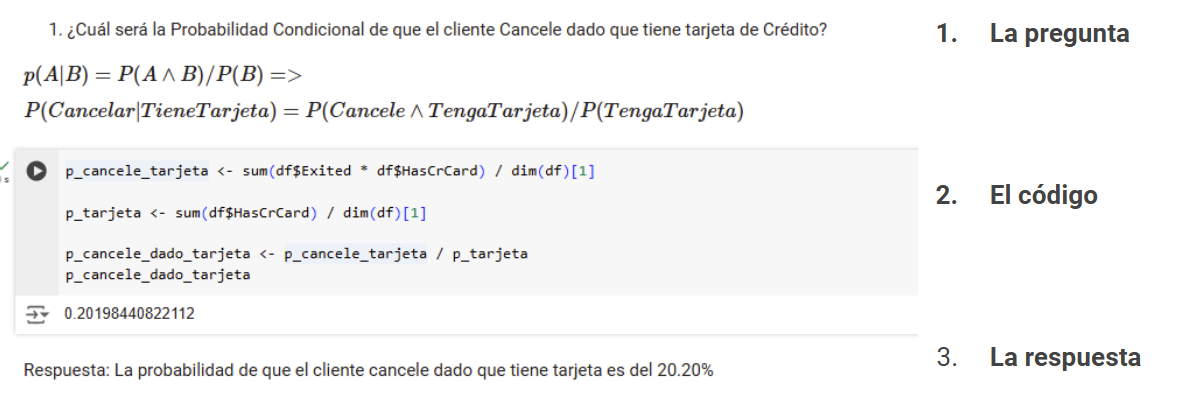 1. ¿Cuál será la Probabilidad Condicional de que el cliente Cancele dado que tiene tarjeta de Crédito?
p(A|B) = P(A ∧ B)/P(B) =>
P(Cancelar|TieneTarjeta) = P(Cancele ∧ TengaTarjeta)/P(TengaTarjeta)
p_cancele_tarjeta <- sum(df$Exited * df$HasCrCard) / dim(df)[1]
p_tarjeta <- sum(df$HasCrCard) / dim(df)[1]
p_cancele_dado_tarjeta <- p_cancele_tarjeta / p_tarjeta
p_cancele_dado_tarjeta
0.20198440822112
Respuesta: La probabilidad de que el cliente cancele dado que tiene tarjeta es del 20.20%
1. La pregunta
2. El código
3. La respuesta